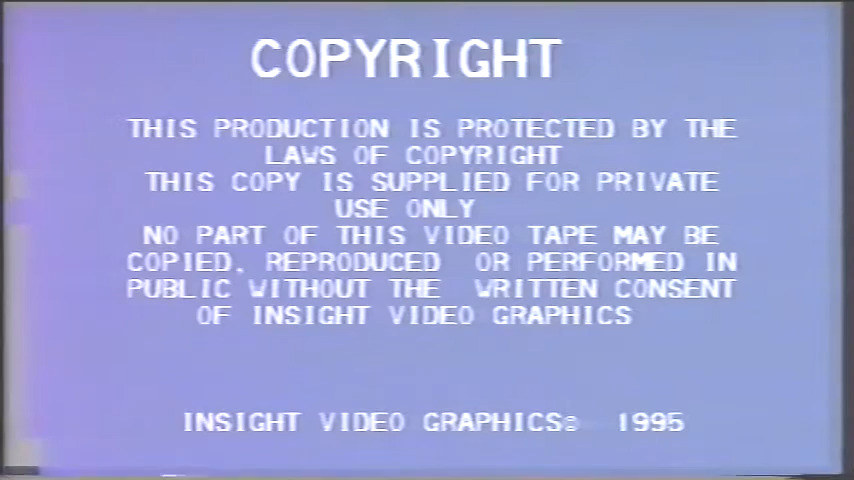 COPYRIGHT
THIS PRODUCTION IS PROTECTED BY THE
LAWS OF COPYRIGHT
THIS COPY IS SUPPLIED FOR PRIVATE
USE ONLY
NO PART OF THIS VIDEO TAPE MAY BE
COPIED, REPRODUCED OR PERFORMED IN
PUBLIC WITHOUT THE WRITTEN CONSENT
OF INSIGHT VIDEO GRAPHICS
INSIGHT VIDEO GRAPHICS© 1995